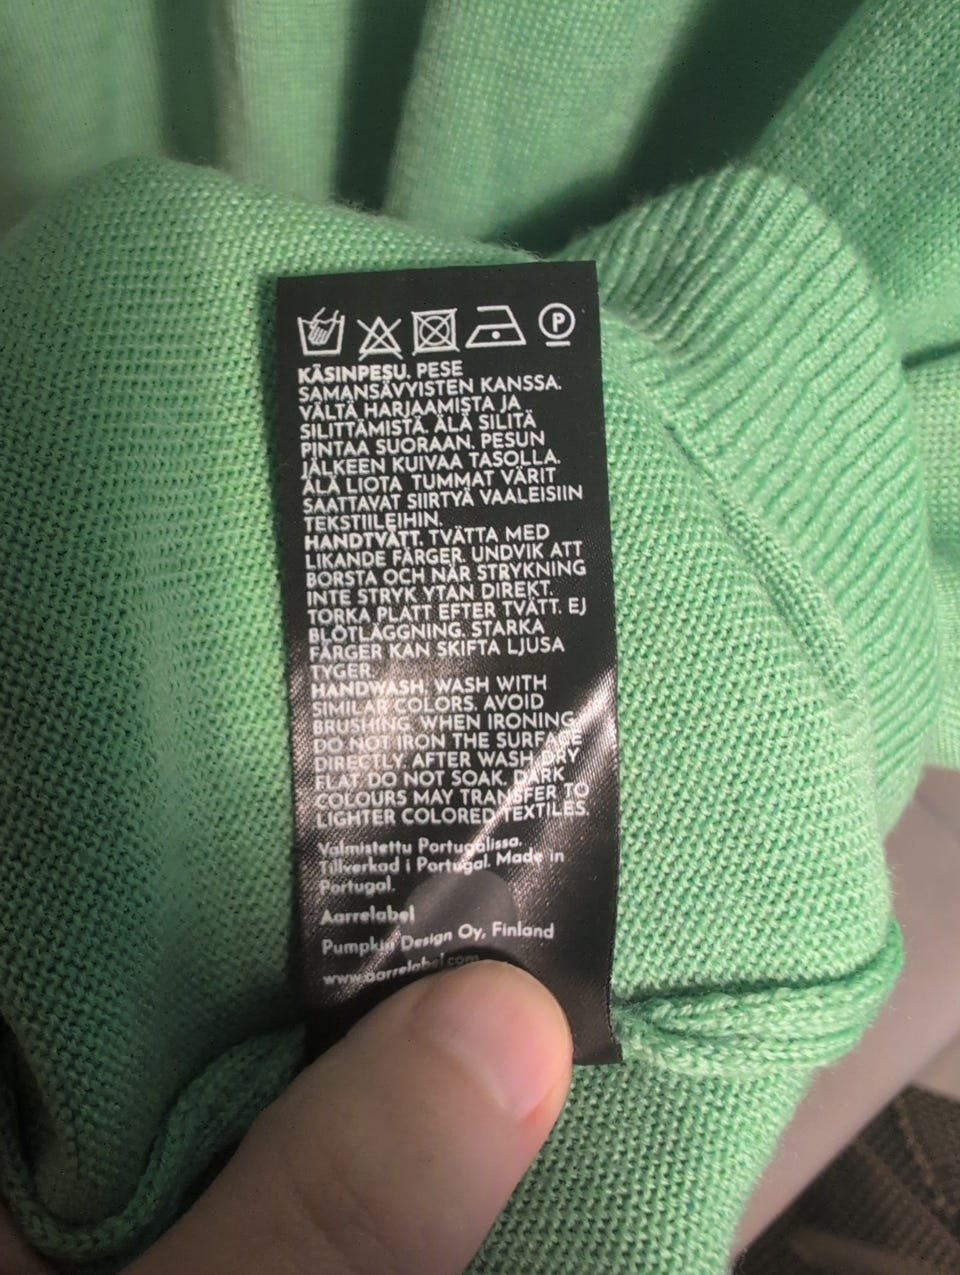 P
KÄSINPESU. PESE
SAMANSÄVYISTEN KANSSA.
VÄLTÄ HARJAAMISTA JA
SILITTÄMISTÄ. ÄLÄ SILITÄ
PINTAA SUORAAN. PESUN
JÄLKEEN KUIVAA TASOLLA.
ÄLÄ LIOTA TUMMAT VÄRIT
SAATTAVAT SIIRTYÄ VAALEISIIN
TEKSTIILEIHIN.
HANDTVÄTT. TVÄTTA MED
LIKANDE FÄRGER. UNDVIK ATT
BORSTA OCH NÄR STRYKNING
INTE STRYK YTAN DIREKT.
TORKA PLATT EFTER TVÄTT. EJ
BLÖTLÄGGNING. STARKA
FÄRGER KAN SKIFTA LJUSA
TYGER.
HANDWASH. WASH WITH
SIMILAR COLORS. AVOID
BRUSHING. WHEN IRONING,
DO NOT IRON THE SURFACE
DIRECTLY. AFTER WASH DRY
FLAT DO NOT SOAK. DARK
COLOURS MAY TRANSFER TO
LIGHTER COLORED TEXTILES.
Valmistettu Portugalissa.
Tillverkad i Portugal. Made in
Portugal.
Aarrelabel
Pumpkin Design Oy, Finland
www.aarrelabel.com